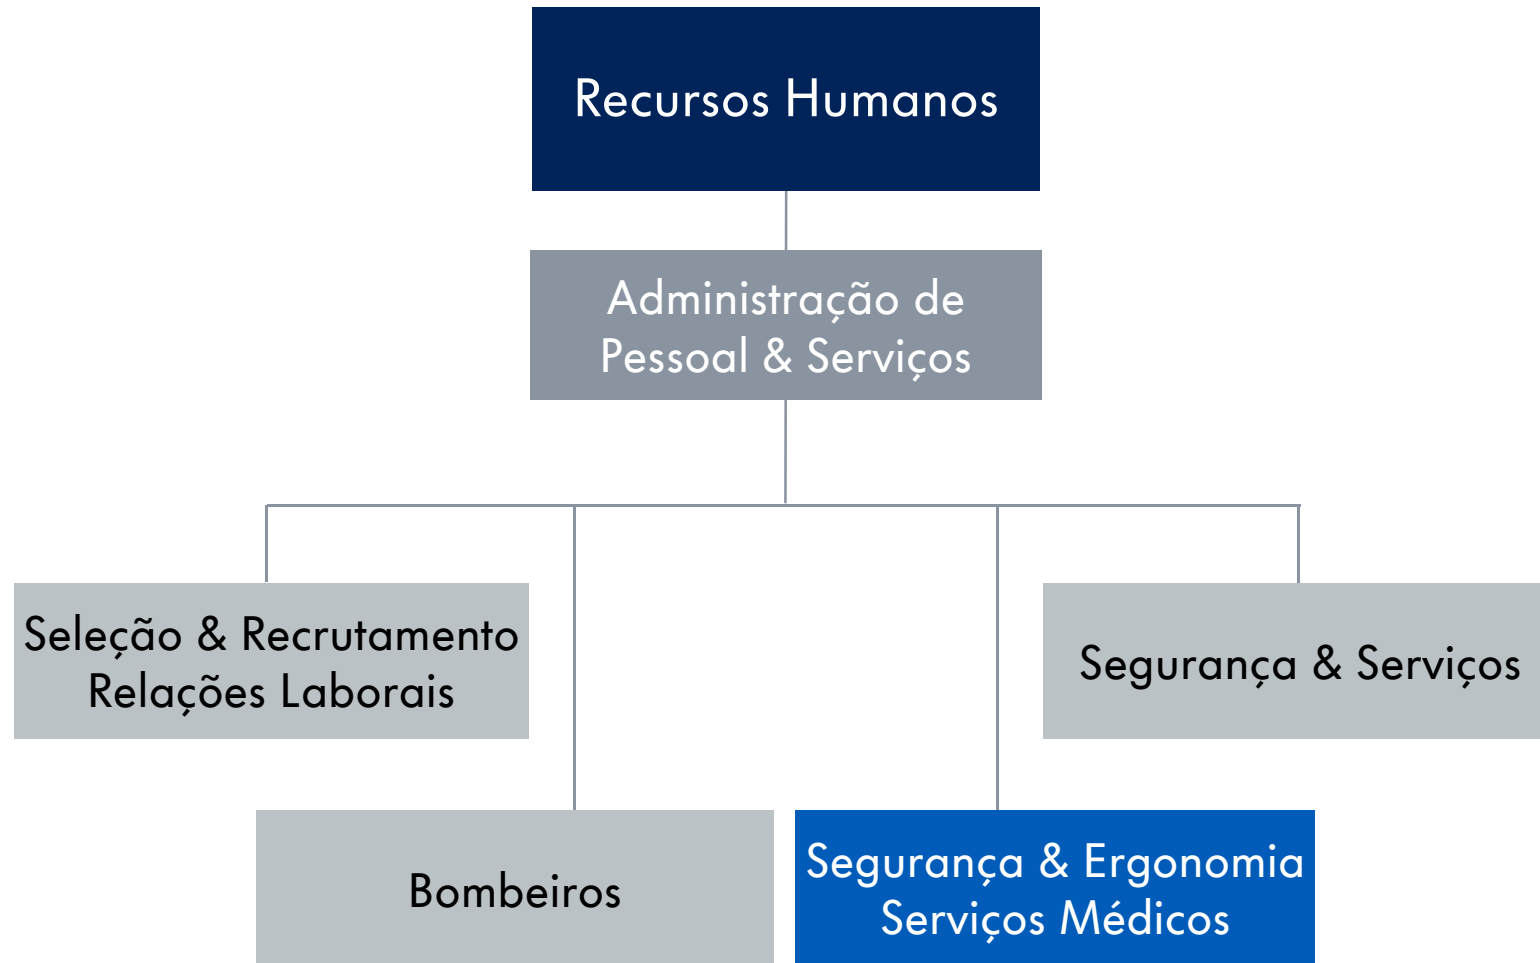 Recursos Humanos
Administração de
Pessoal & Serviços
Seleção & Recrutamento
Relações Laborais
Segurança & Serviços
Bombeiros
Segurança & Ergonomia
Serviços Médicos